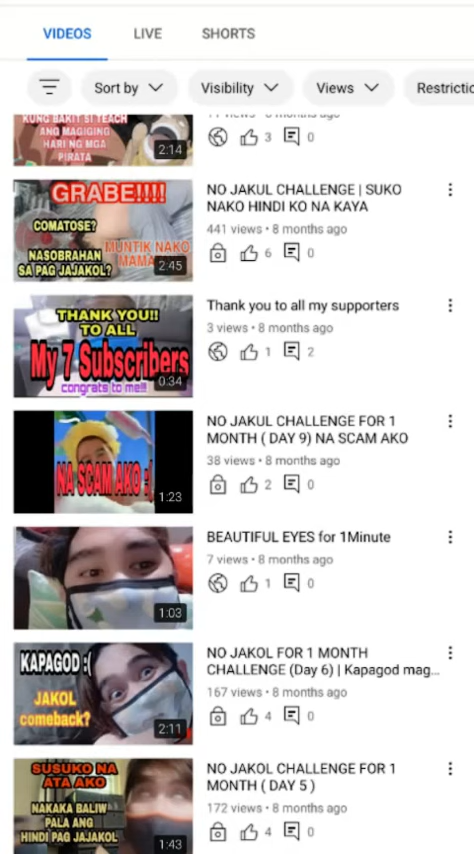 VIDEOS
LIVE
SHORTS
Sort by
Visibility
Views
Restrictio
KUNG BAKIT SI TEACH
ANG MAGIGING
HARI NG MGA
PIRATA
2:14
11 views • 8 months ago
3
0
GRABE!!!!
COMATOSE?
MUNTIK NAKO
NASOBRAHAN
MAMA
SA PAG JAJAKOL?
2:45
NO JAKUL CHALLENGE | SUKO
NAKO HINDI KO NA KAYA
441 views • 8 months ago
6
0
THANK YOU!!
TO ALL
My 7 Subscribers
congrats to me!!!
0:34
Thank you to all my supporters
3 views • 8 months ago
1
2
NA SCAM AKO :(
1:23
NO JAKUL CHALLENGE FOR 1
MONTH ( DAY 9) NA SCAM AKO
38 views • 8 months ago
2
0
1:03
BEAUTIFUL EYES for 1Minute
7 views • 8 months ago
1
0
KAPAGOD :(
JAKOL
comeback?
2:11
NO JAKOL FOR 1 MONTH
CHALLENGE (Day 6) | Kapagod mag...
167 views • 8 months ago
4
0
SUSUKO NA
ATA AKO
NAKAKA BALIW
PALA ANG
HINDI PAG JAJAKOL
1:43
NO JAKOL CHALLENGE FOR 1
MONTH ( DAY 5 )
172 views • 8 months ago
4
0